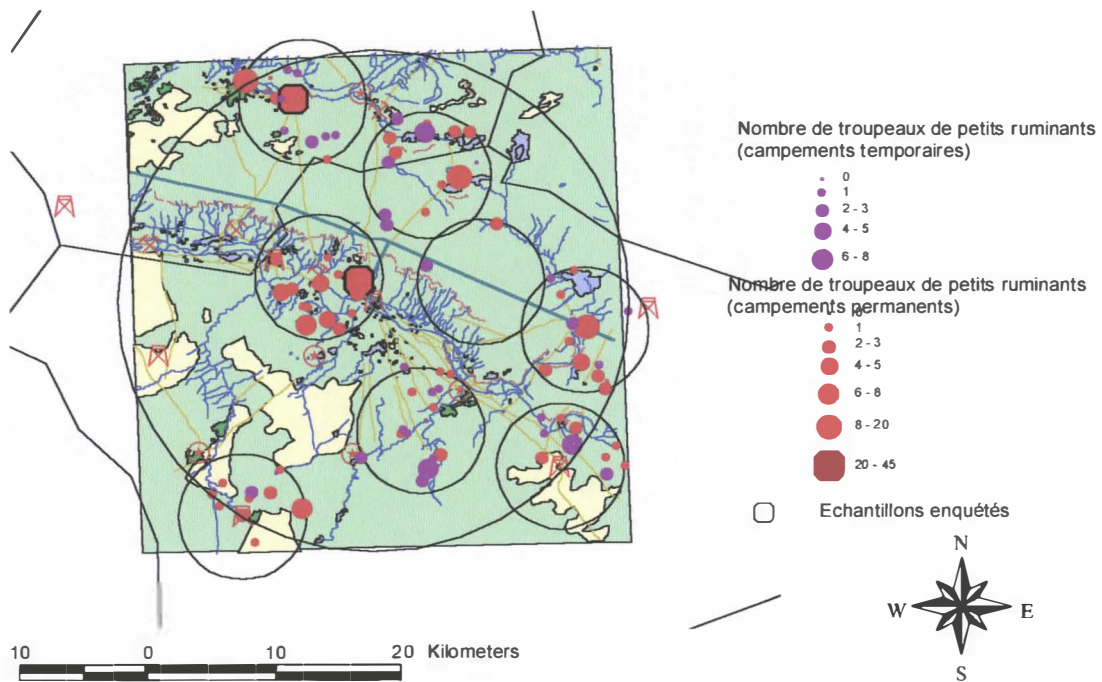 Nombre de troupeaux de petits ruminants
(campements temporaires)
0
1
2 - 3
4 - 5
6 - 8
Nombre de troupeaux de petits ruminants
(campements permanents)
0
1
2 - 3
4 - 5
6 - 8
8 - 20
20 - 45
Echantillons enquétés
N
W E
S
10 0 10 20 Kilometers